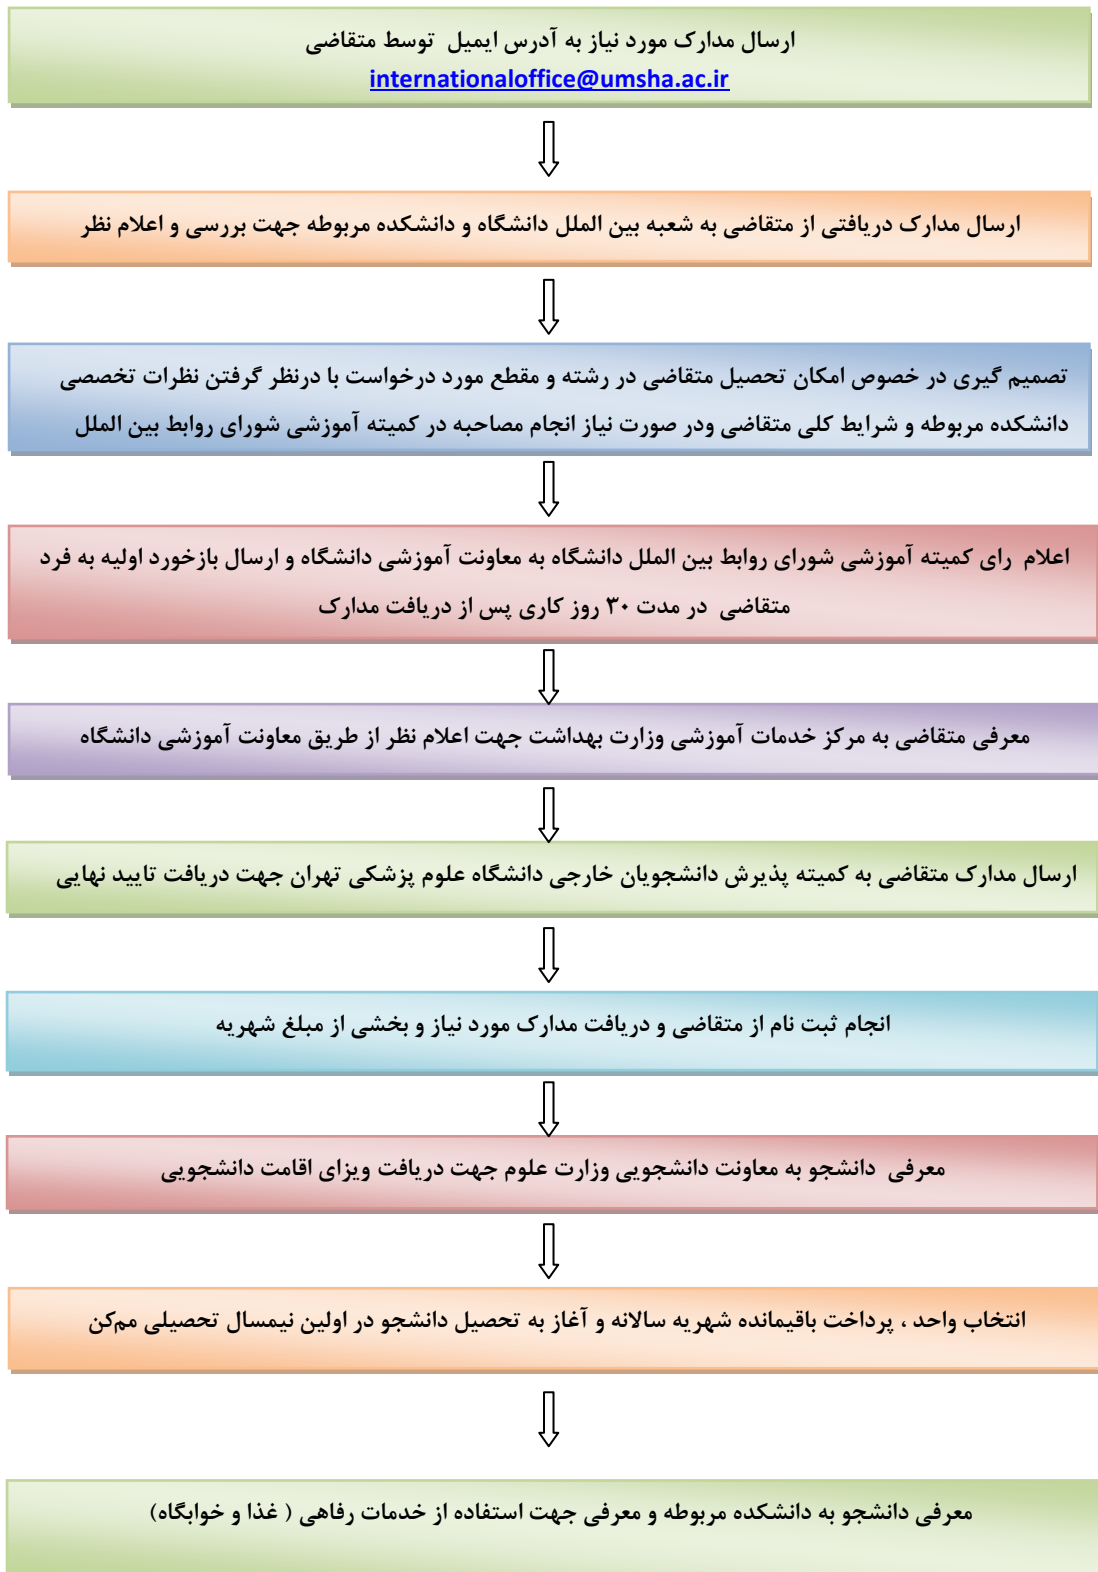 ارسال مدارک مورد نیاز به آدرس ایمیل توسط متقاضی
internationaloffice@umsha.ac.ir
ارسال مدارک دریافتی از متقاضی به شعبه بین الملل دانشگاه و دانشکده مربوطه جهت بررسی و اعلام نظر
تصمیم گیری در خصوص امکان تحصیل متقاضی در رشته و مقطع مورد درخواست با درنظر گرفتن نظرات تخصصی
دانشکده مربوطه و شرایط کلی متقاضی ودر صورت نیاز انجام مصاحبه در کمیته آموزشی شورای روابط بین الملل
اعلام رای کمیته آموزشی شورای روابط بین الملل دانشگاه به معاونت آموزشی دانشگاه و ارسال بازخورد اولیه به فرد
متقاضی در مدت ۳۰ روز کاری پس از دریافت مدارک
معرفی متقاضی به مرکز خدمات آموزشی وزارت بهداشت جهت اعلام نظر از طریق معاونت آموزشی دانشگاه
ارسال مدارک متقاضی به کمیته پذیرش دانشجویان خارجی دانشگاه علوم پزشکی تهران جهت دریافت تایید نهایی
انجام ثبت نام از متقاضی و دریافت مدارک مورد نیاز و بخشی از مبلغ شهریه
معرفی دانشجو به معاونت دانشجویی وزارت علوم جهت دریافت ویزای اقامت دانشجویی
انتخاب واحد ، پرداخت باقیمانده شهریه سالانه و آغاز به تحصیل دانشجو در اولین نیمسال تحصیلی ممکن
معرفی دانشجو به دانشکده مربوطه و معرفی جهت استفاده از خدمات رفاهی ( غذا و خوابگاه)